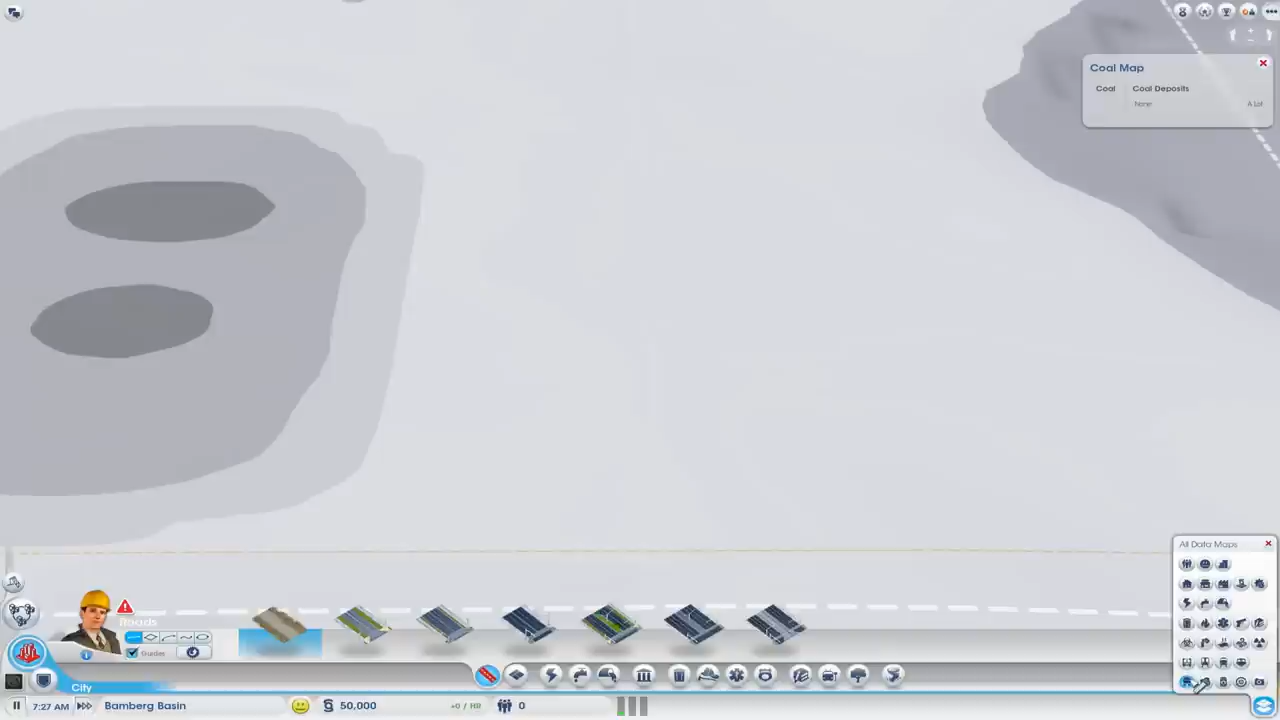 Coal Map
Coal Coal Deposits
None A Lot
All Data Maps
Roads
Guides
City
7:27 AM Bamberg Basin 50,000 +0 / HR 0